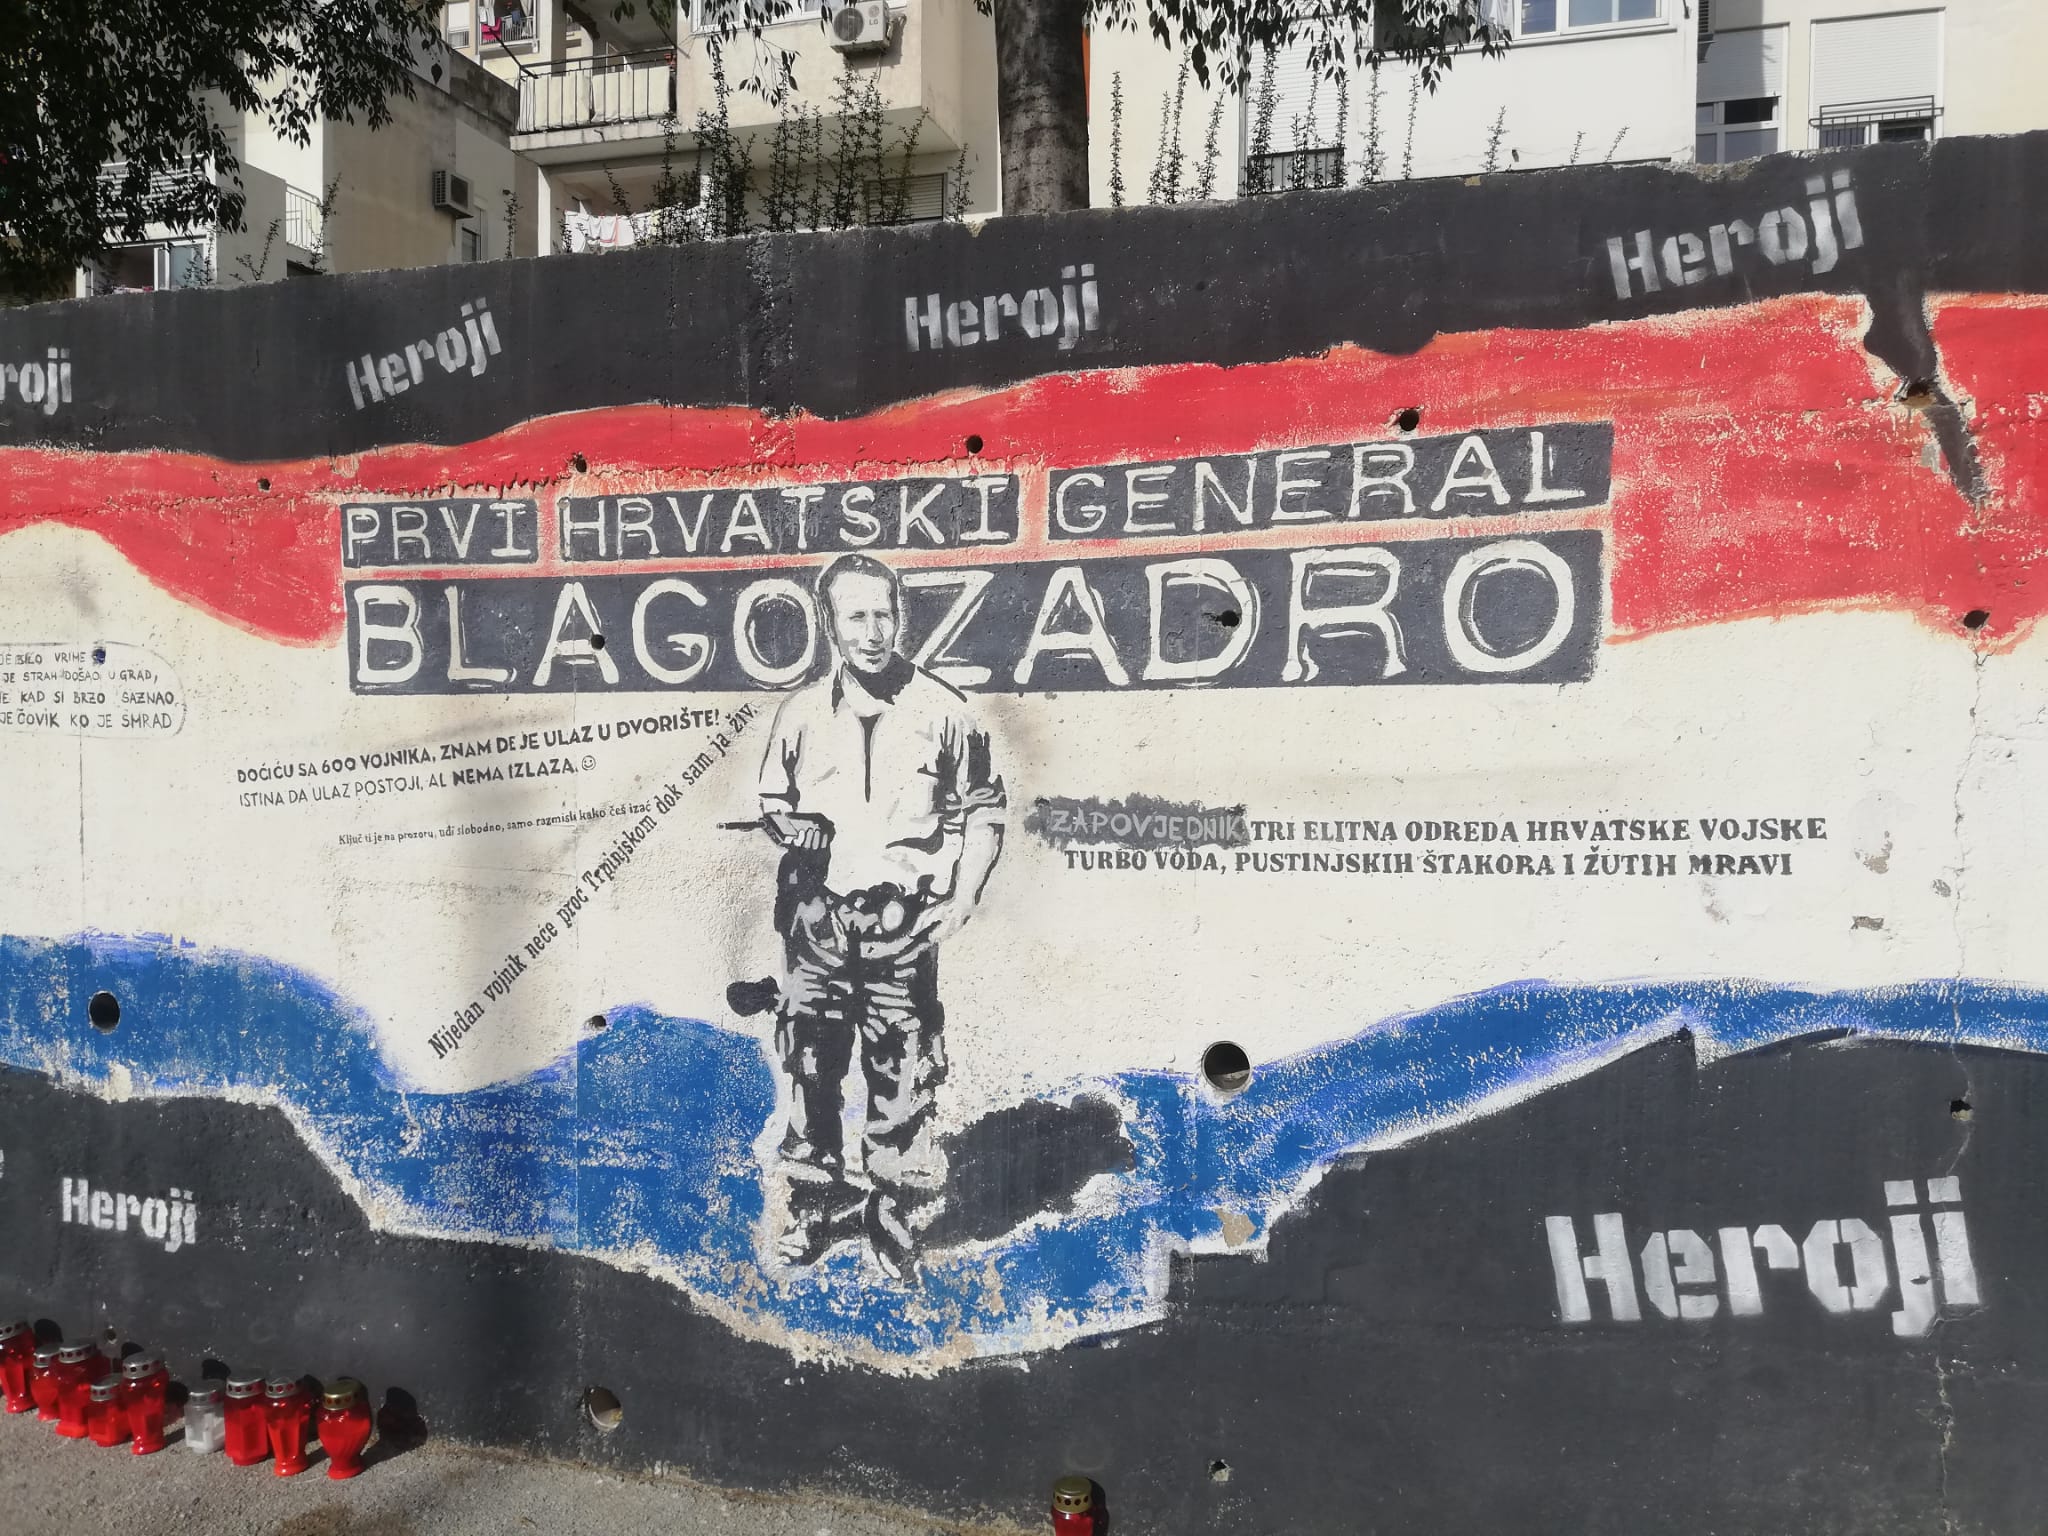 Heroji
Heroji
Heroji
roji
PRVI HRVATSKI GENERAL
BLAGO ZADRO
JE BILO VRIME
JE STRAH DOŠAO U GRAD,
KAD SI BRZO SAZNAO
JE ČOVIK KO JE SMRAD
DOĆIĆU SA 600 VOJNIKA, ZNAM DE JE ULAZ U DVORIŠTE!
ISTINA DA ULAZ POSTOJI, AL NEMA IZLAZA.☺
Ključ ti je na prozoru, uđi slobodno, samo razmisli kako ćeš izać
Nijedan vojnik neće proć Trpinjskom dok sam ja živ.
ZAPOVJEDNIK TRI ELITNA ODREDA HRVATSKE VOJSKE
TURBO VODA, PUSTINJSKIH ŠTAKORA I ŽUTIH MRAVI
Heroji
Heroji
LG